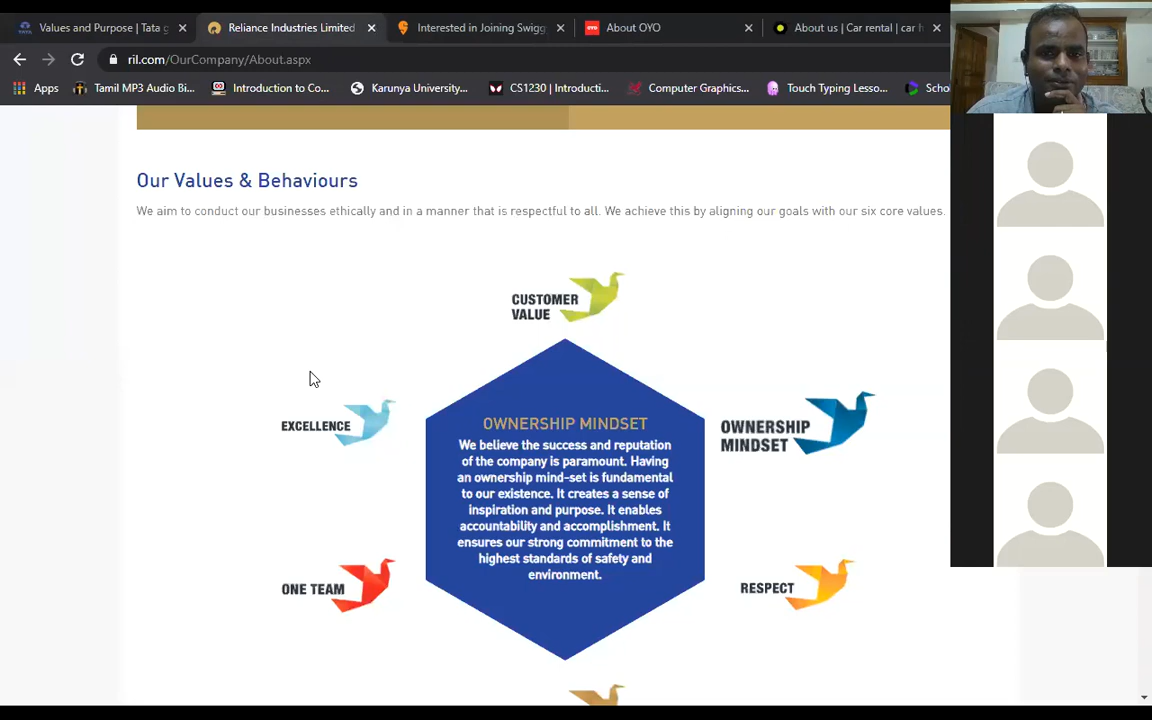 Values and Purpose | Tata g
Reliance Industries Limited
Interested in Joining Swigg
About OYO
About us | Car rental | car h
ril.com/OurCompany/About.aspx
Apps
Tamil MP3 Audio Bi...
Introduction to Co...
Karunya University,...
CS1230 | Introducti...
Computer Graphics...
Touch Typing Lesso...
Scho
Our Values & Behaviours
We aim to conduct our businesses ethically and in a manner that is respectful to all. We achieve this by aligning our goals with our six core values.
CUSTOMER
VALUE
EXCELLENCE
OWNERSHIP MINDSET
We believe the success and reputation
of the company is paramount. Having
an ownership mind-set is fundamental
to our existence. It creates a sense of
inspiration and purpose. It enables
accountability and accomplishment. It
ensures our strong commitment to the
highest standards of safety and
environment.
OWNERSHIP
MINDSET
ONE TEAM
RESPECT